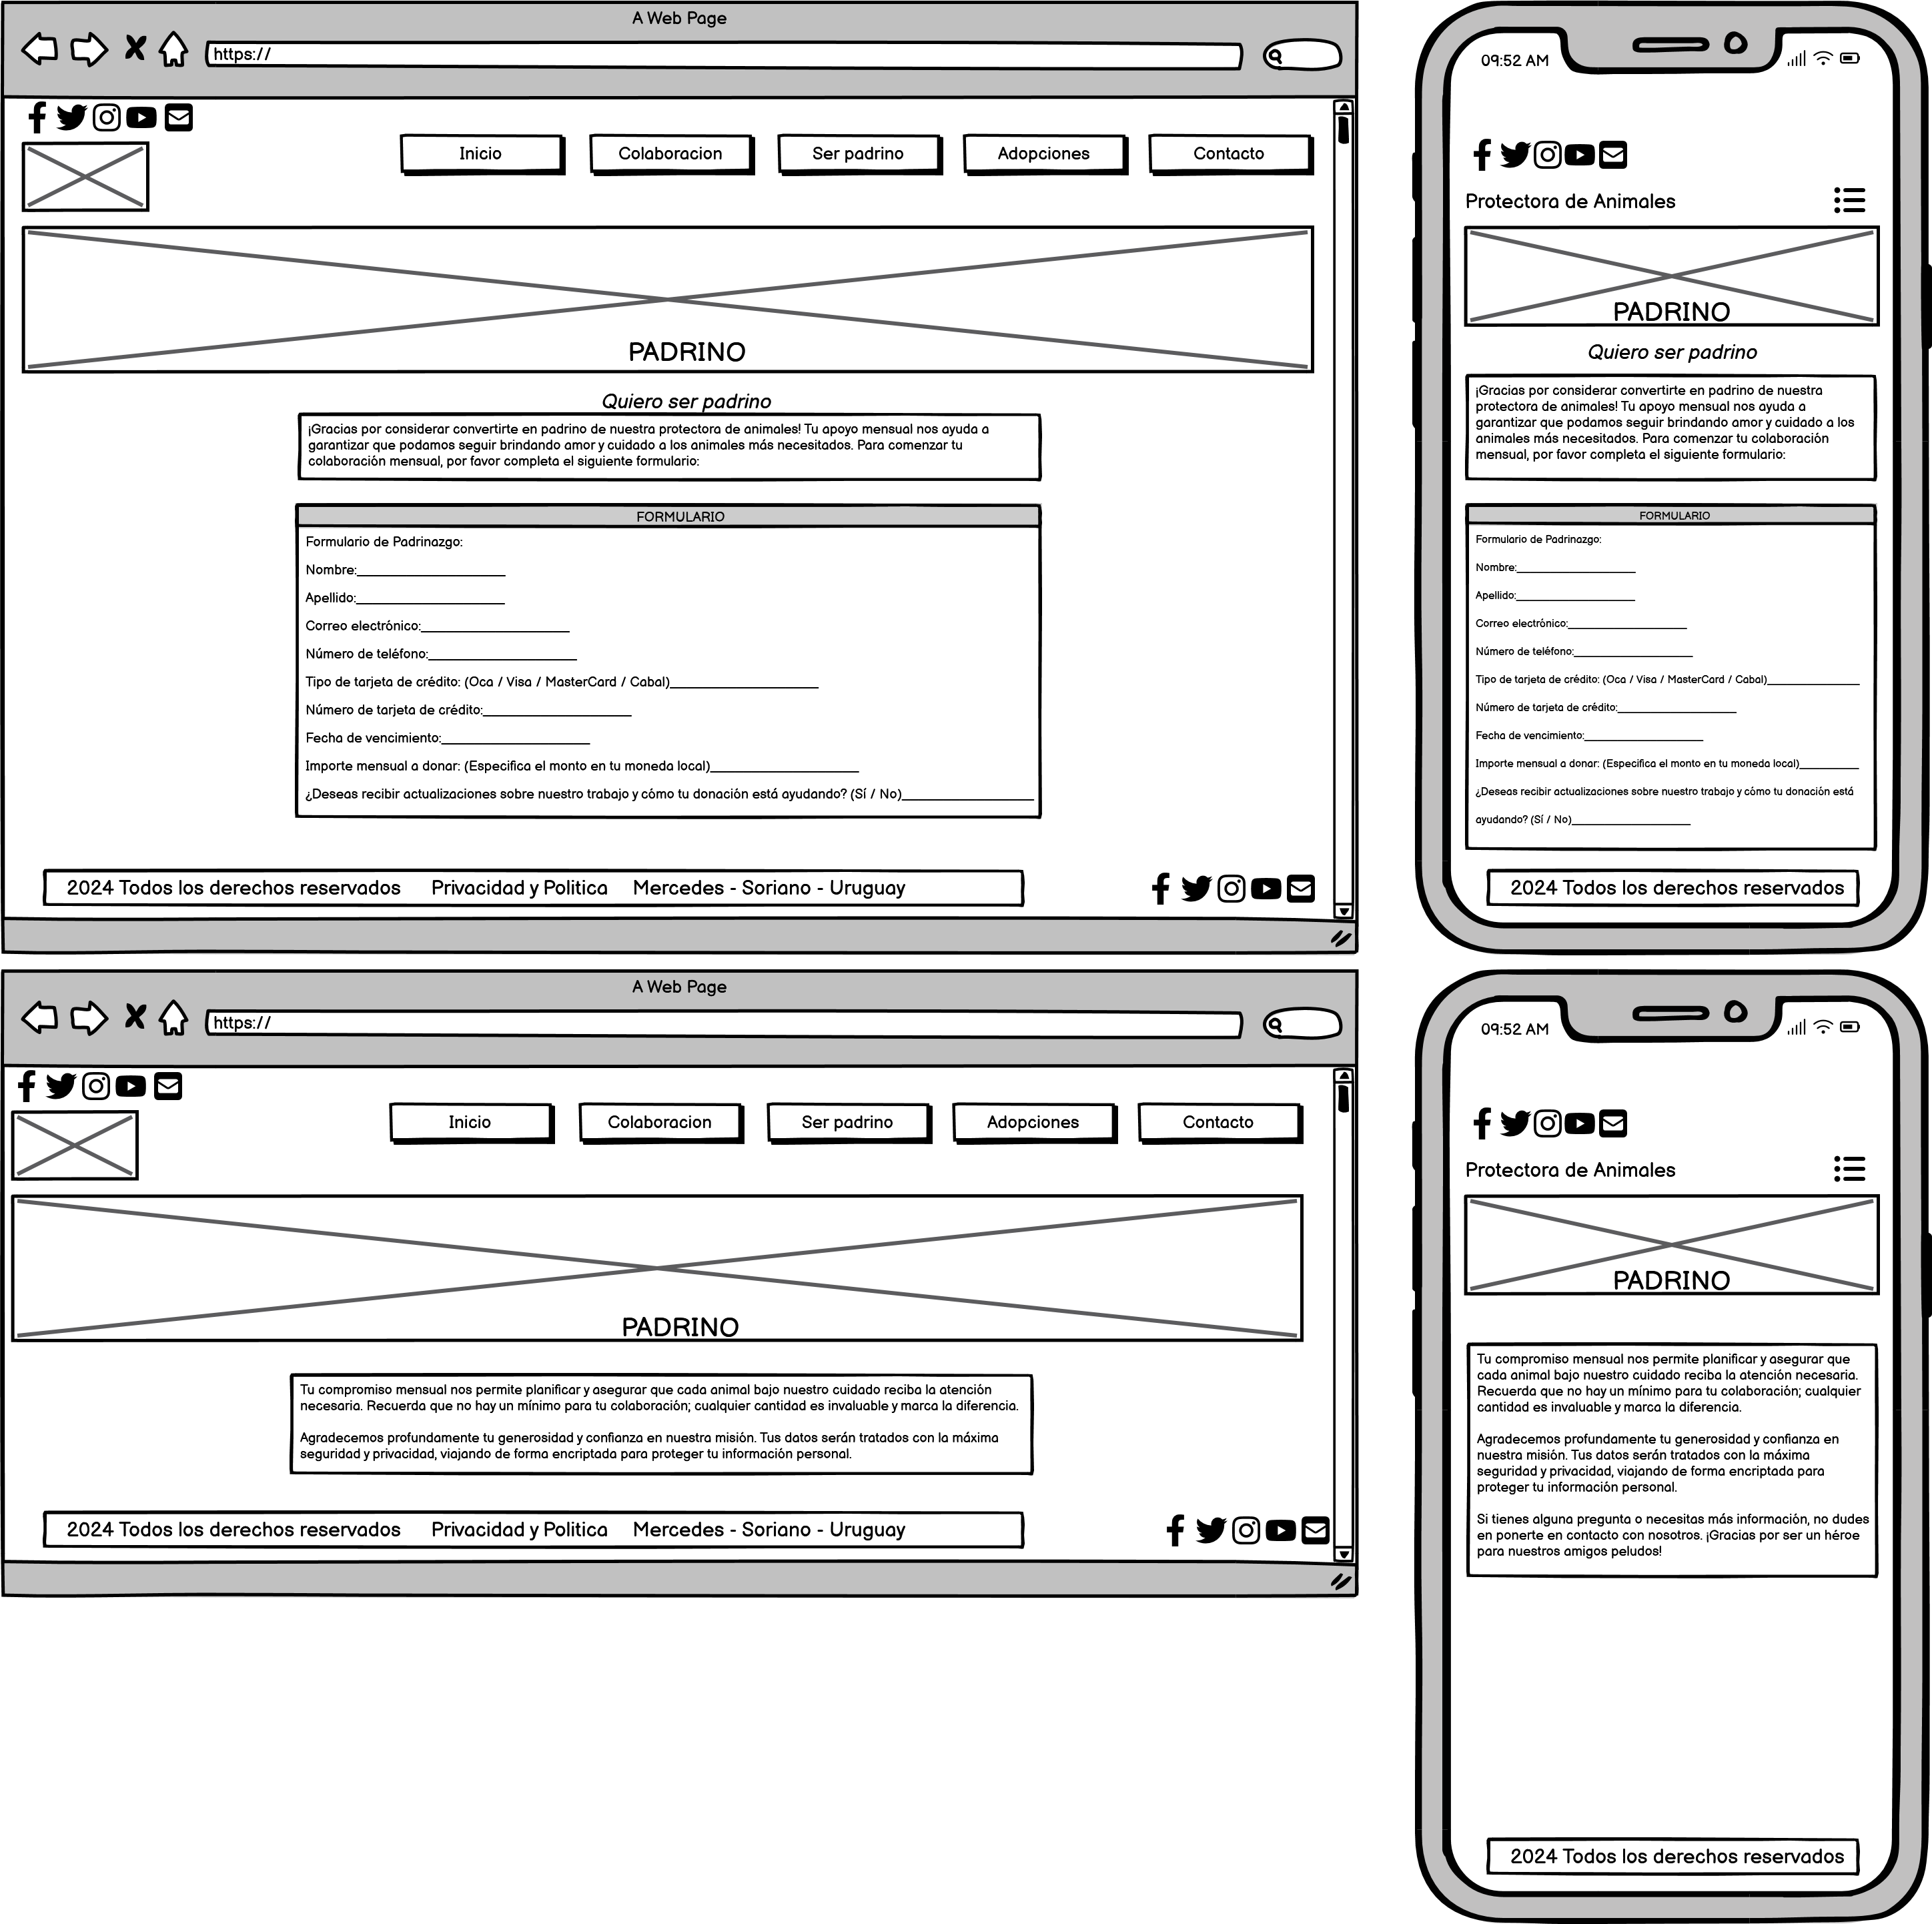 A Web Page
https://
Inicio
Colaboracion
Ser padrino
Adopciones
Contacto
PADRINO
Quiero ser padrino
¡Gracias por considerar convertirte en padrino de nuestra protectora de animales! Tu apoyo mensual nos ayuda a
garantizar que podamos seguir brindando amor y cuidado a los animales más necesitados. Para comenzar tu
colaboración mensual, por favor completa el siguiente formulario:
FORMULARIO
Formulario de Padrinazgo:
Nombre:____________________
Apellido:____________________
Correo electrónico:____________________
Número de teléfono:____________________
Tipo de tarjeta de crédito: (Oca / Visa / MasterCard / Cabal)____________________
Número de tarjeta de crédito:____________________
Fecha de vencimiento:____________________
Importe mensual a donar: (Especifica el monto en tu moneda local)____________________
¿Deseas recibir actualizaciones sobre nuestro trabajo y cómo tu donación está ayudando? (Sí / No)__________________
2024 Todos los derechos reservados Privacidad y Politica Mercedes - Soriano - Uruguay
09:52 AM
Protectora de Animales
PADRINO
Quiero ser padrino
¡Gracias por considerar convertirte en padrino de nuestra
protectora de animales! Tu apoyo mensual nos ayuda a
garantizar que podamos seguir brindando amor y cuidado a los
animales más necesitados. Para comenzar tu colaboración
mensual, por favor completa el siguiente formulario:
FORMULARIO
Formulario de Padrinazgo:
Nombre:____________________
Apellido:____________________
Correo electrónico:____________________
Número de teléfono:____________________
Tipo de tarjeta de crédito: (Oca / Visa / MasterCard / Cabal)________________
Número de tarjeta de crédito:____________________
Fecha de vencimiento:____________________
Importe mensual a donar: (Especifica el monto en tu moneda local)__________
¿Deseas recibir actualizaciones sobre nuestro trabajo y cómo tu donación está
ayudando? (Sí / No)____________________
2024 Todos los derechos reservados
A Web Page
https://
Inicio
Colaboracion
Ser padrino
Adopciones
Contacto
PADRINO
Tu compromiso mensual nos permite planificar y asegurar que cada animal bajo nuestro cuidado reciba la atención
necesaria. Recuerda que no hay un mínimo para tu colaboración; cualquier cantidad es invaluable y marca la diferencia.
Agradecemos profundamente tu generosidad y confianza en nuestra misión. Tus datos serán tratados con la máxima
seguridad y privacidad, viajando de forma encriptada para proteger tu información personal.
2024 Todos los derechos reservados Privacidad y Politica Mercedes - Soriano - Uruguay
09:52 AM
Protectora de Animales
PADRINO
Tu compromiso mensual nos permite planificar y asegurar que
cada animal bajo nuestro cuidado reciba la atención necesaria.
Recuerda que no hay un mínimo para tu colaboración; cualquier
cantidad es invaluable y marca la diferencia.
Agradecemos profundamente tu generosidad y confianza en
nuestra misión. Tus datos serán tratados con la máxima
seguridad y privacidad, viajando de forma encriptada para
proteger tu información personal.
Si tienes alguna pregunta o necesitas más información, no dudes
en ponerte en contacto con nosotros. ¡Gracias por ser un héroe
para nuestros amigos peludos!
2024 Todos los derechos reservados